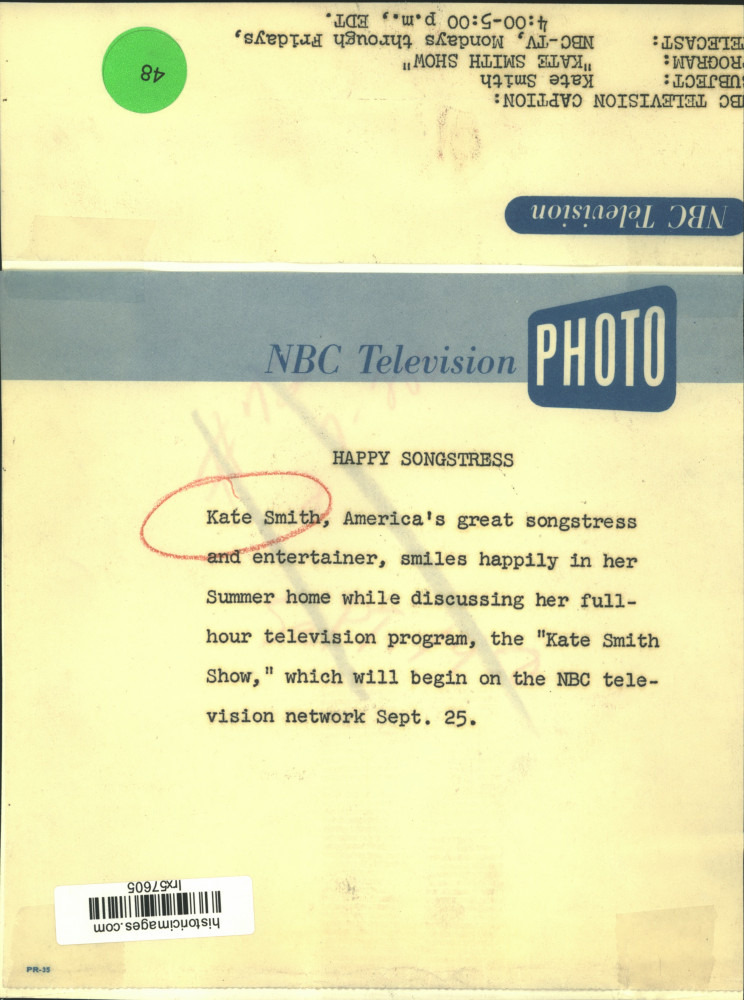 NBC TELEVISION CAPTION:
SUBJECT: Kate Smith
PROGRAM: "KATE SMITH SHOW"
TELECAST: NBC-TV, Mondays through Fridays,
4:00-5:00 p.m., EDT.
48
NBC Television
NBC Television PHOTO
HAPPY SONGSTRESS
Kate Smith, America's great songstress
and entertainer, smiles happily in her
Summer home while discussing her full-
hour television program, the "Kate Smith
Show," which will begin on the NBC tele-
vision network Sept. 25.
historicimages.com
lrx57605
PR-35